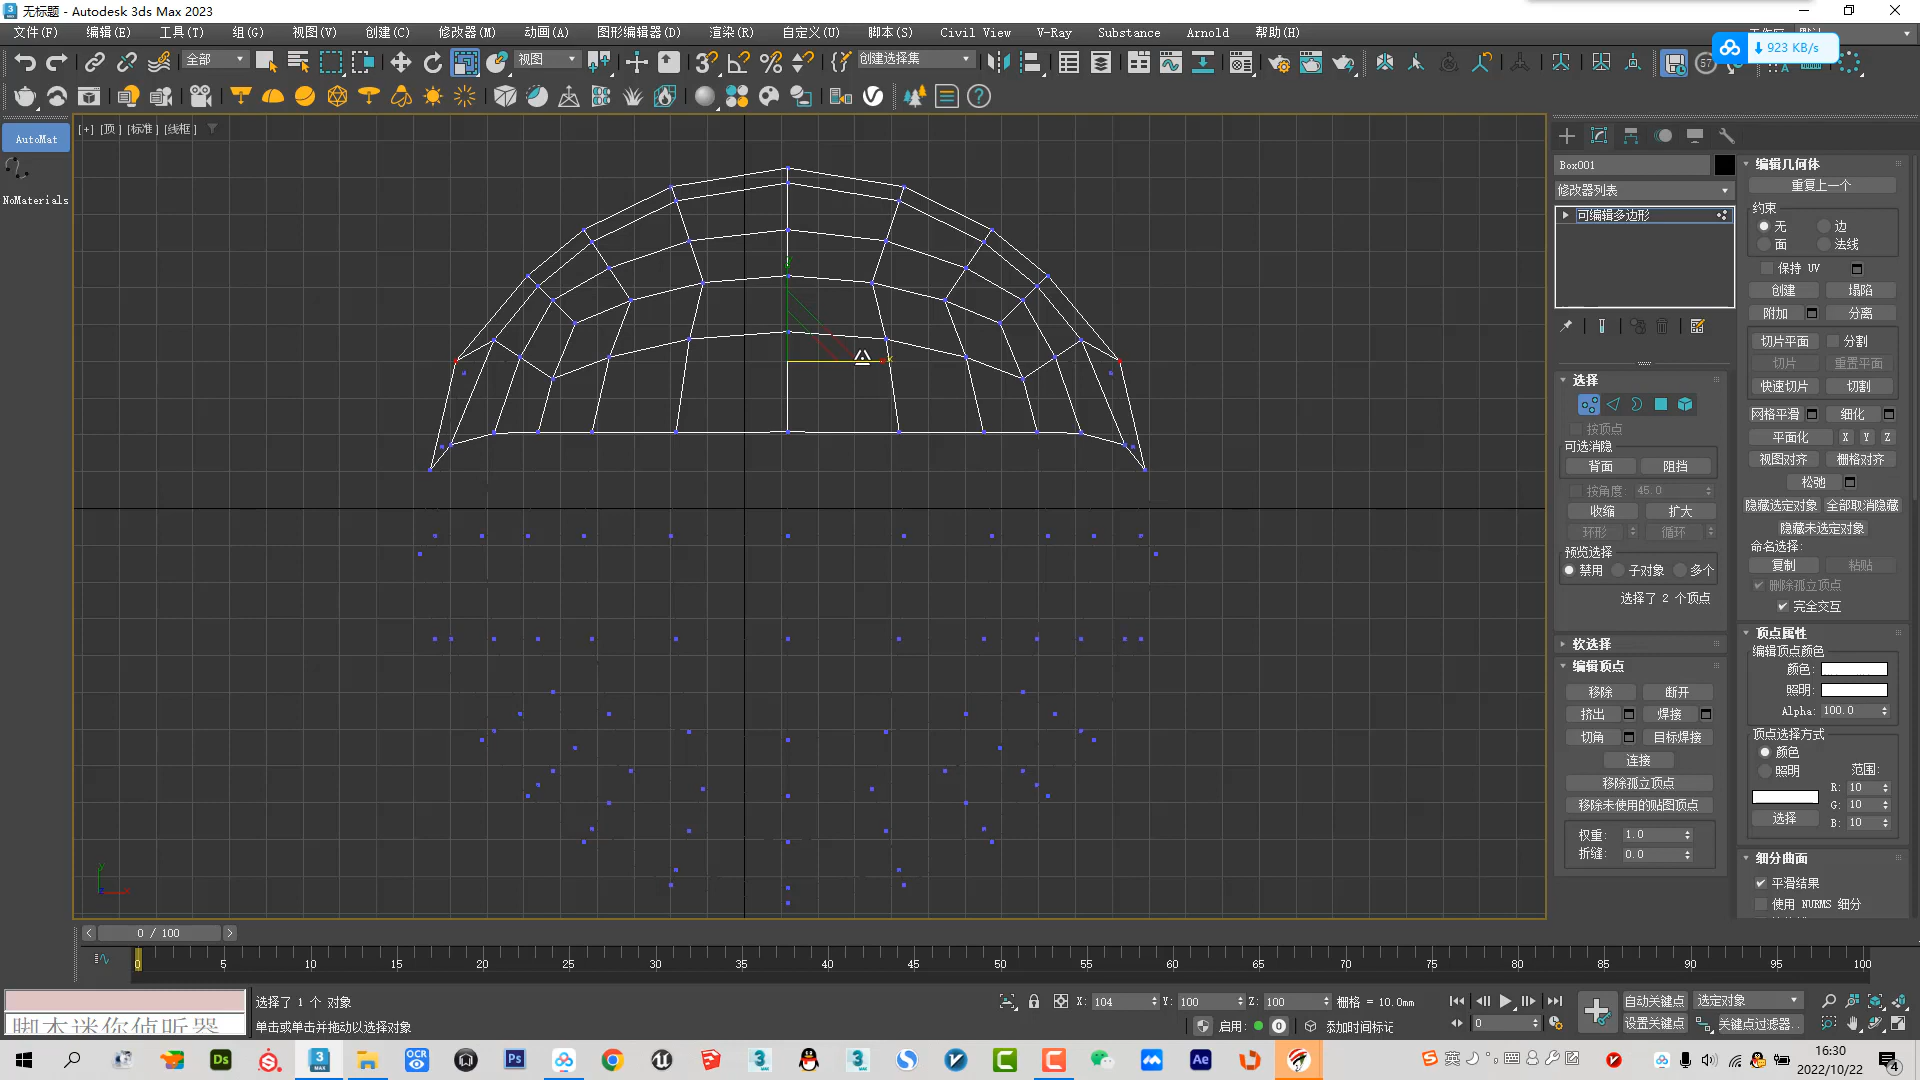 无标题 - Autodesk 3ds Max 2023
文件(F) 编辑(E) 工具(T) 组(G) 视图(V) 创建(C) 修改器(M) 动画(A) 图形编辑器(D) 渲染(R) 自定义(U) 脚本(S) Civil View V-Ray Substance Arnold 帮助(H)
923 KB/s
全部 视图 创建选择集
AutoMat
NoMaterials
[+] [顶] [标准] [线框]
Box001
修改器列表
可编辑多边形
选择
按顶点
可选消隐
背面 阻挡
按角度: 45.0
收缩 扩大
环形 循环
预览选择
禁用 子对象 多个
选择了 2 个顶点
软选择
编辑顶点
移除 断开
挤出 焊接
切角 目标焊接
连接
移除孤立顶点
移除未使用的贴图顶点
权重: 1.0
折缝: 0.0
编辑几何体
重复上一个
约束
无 边
面 法线
保持 UV
创建 塌陷
附加 分离
切片平面 分割
切片 重置平面
快速切片 切割
网格平滑 细化
平面化 X Y Z
视图对齐 栅格对齐
松弛
隐藏选定对象 全部取消隐藏
隐藏未选定对象
命名选择:
复制 粘贴
删除孤立顶点
完全交互
顶点属性
编辑顶点颜色
颜色:
照明:
Alpha: 100.0
顶点选择方式
颜色
照明 范围:
R: 10
G: 10
选择 B: 10
细分曲面
平滑结果
使用 NURMS 细分
0 / 100
0 5 10 15 20 25 30 35 40 45 50 55 60 65 70 75 80 85 90 95 100
脚本迷你侦听器
选择了 1 个 对象
单击或单击并拖动以选择对象
X: 104 Y: 100 Z: 100 栅格 = 10.0mm
启用: 0 添加时间标记
0
自动关键点 选定对象
设置关键点 关键点过滤器...
英
16:30
2022/10/22
4